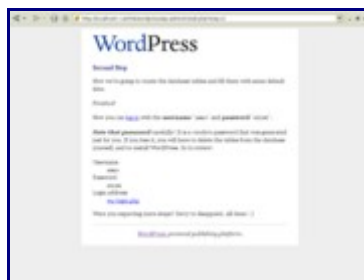 WordPress
Second Step
Now we're going to create the database tables and fill them with some default
data.
Finished!
Now you can log in with the username and password
Note that password carefully! It is a random password that was generated
just for you. If you lose it, you will have to delete the tables from the database
yourself, and re-install WordPress. So to review:
Username
Password
Login address
wp-login.php
Were you expecting more steps? Sorry to disappoint. All done! :)
WordPress, personal publishing platform.